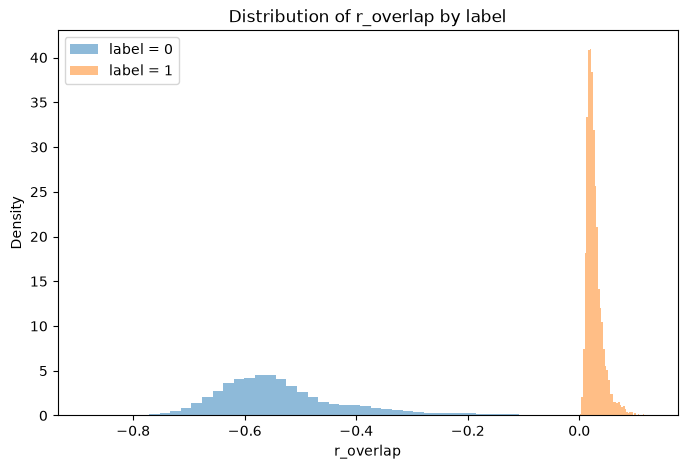 Distribution of r_overlap by label
label = 0
label = 1
Density
40
35
30
25
20
15
10
5
0
−0.8
−0.6
−0.4
−0.2
0.0
r_overlap